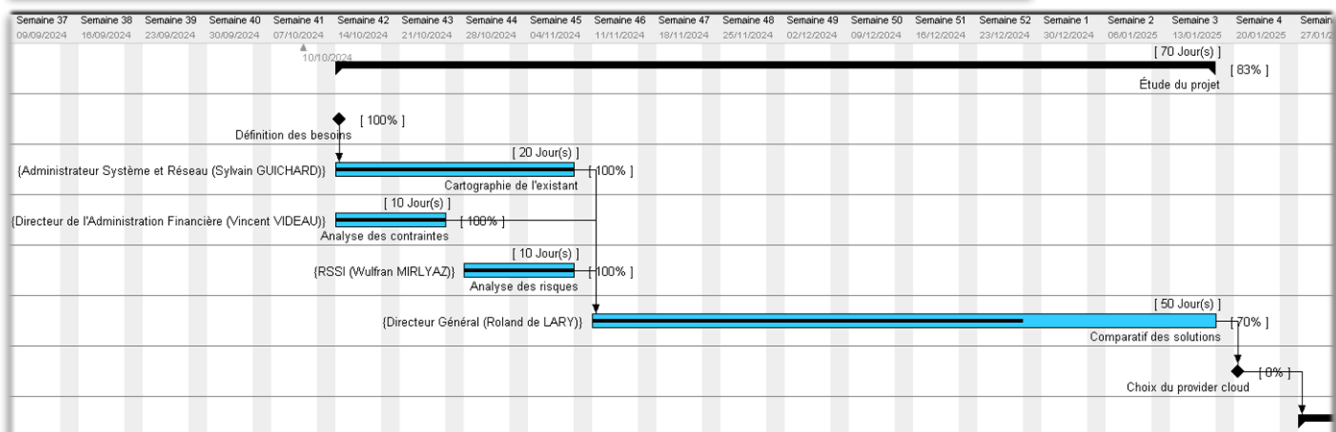 Semaine 37 Semaine 38 Semaine 39 Semaine 40 Semaine 41 Semaine 42 Semaine 43 Semaine 44 Semaine 45 Semaine 46 Semaine 47 Semaine 48 Semaine 49 Semaine 50 Semaine 51 Semaine 52 Semaine 1 Semaine 2 Semaine 3 Semaine 4 Semain
09/09/2024 16/09/2024 23/09/2024 30/09/2024 07/10/2024 14/10/2024 21/10/2024 28/10/2024 04/11/2024 11/11/2024 18/11/2024 25/11/2024 02/12/2024 09/12/2024 16/12/2024 23/12/2024 30/12/2024 06/01/2025 13/01/2025 20/01/2025 27/01/2
10/10/2024
[ 70 Jour(s) ]
[ 83% ]
Étude du projet
[ 100% ]
Définition des besoins
[ 20 Jour(s) ]
{Administrateur Système et Réseau (Sylvain GUICHARD)} [ 100% ]
Cartographie de l'existant
[ 10 Jour(s) ]
{Directeur de l'Administration Financière (Vincent VIDEAU)} [ 100% ]
Analyse des contraintes
[ 10 Jour(s) ]
{RSSI (Wulfran MIRLYAZ)} [ 100% ]
Analyse des risques
[ 50 Jour(s) ]
{Directeur Général (Roland de LARY)} [ 70% ]
Comparatif des solutions
[ 0% ]
Choix du provider cloud